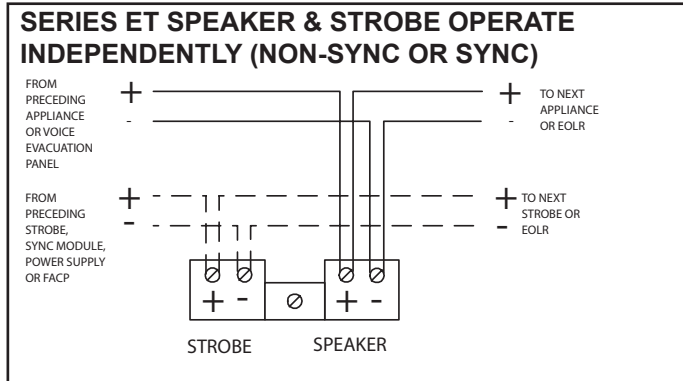 SERIES ET SPEAKER & STROBE OPERATE
INDEPENDENTLY (NON-SYNC OR SYNC)
FROM
PRECEDING
APPLIANCE
OR VOICE
EVACUATION
PANEL
+
-
+
-
TO NEXT
APPLIANCE
OR EOLR
FROM
PRECEDING
STROBE,
SYNC MODULE,
POWER SUPPLY
OR FACP
+
-
+
-
TO NEXT
STROBE OR
EOLR
+ -
+ -
STROBE
SPEAKER